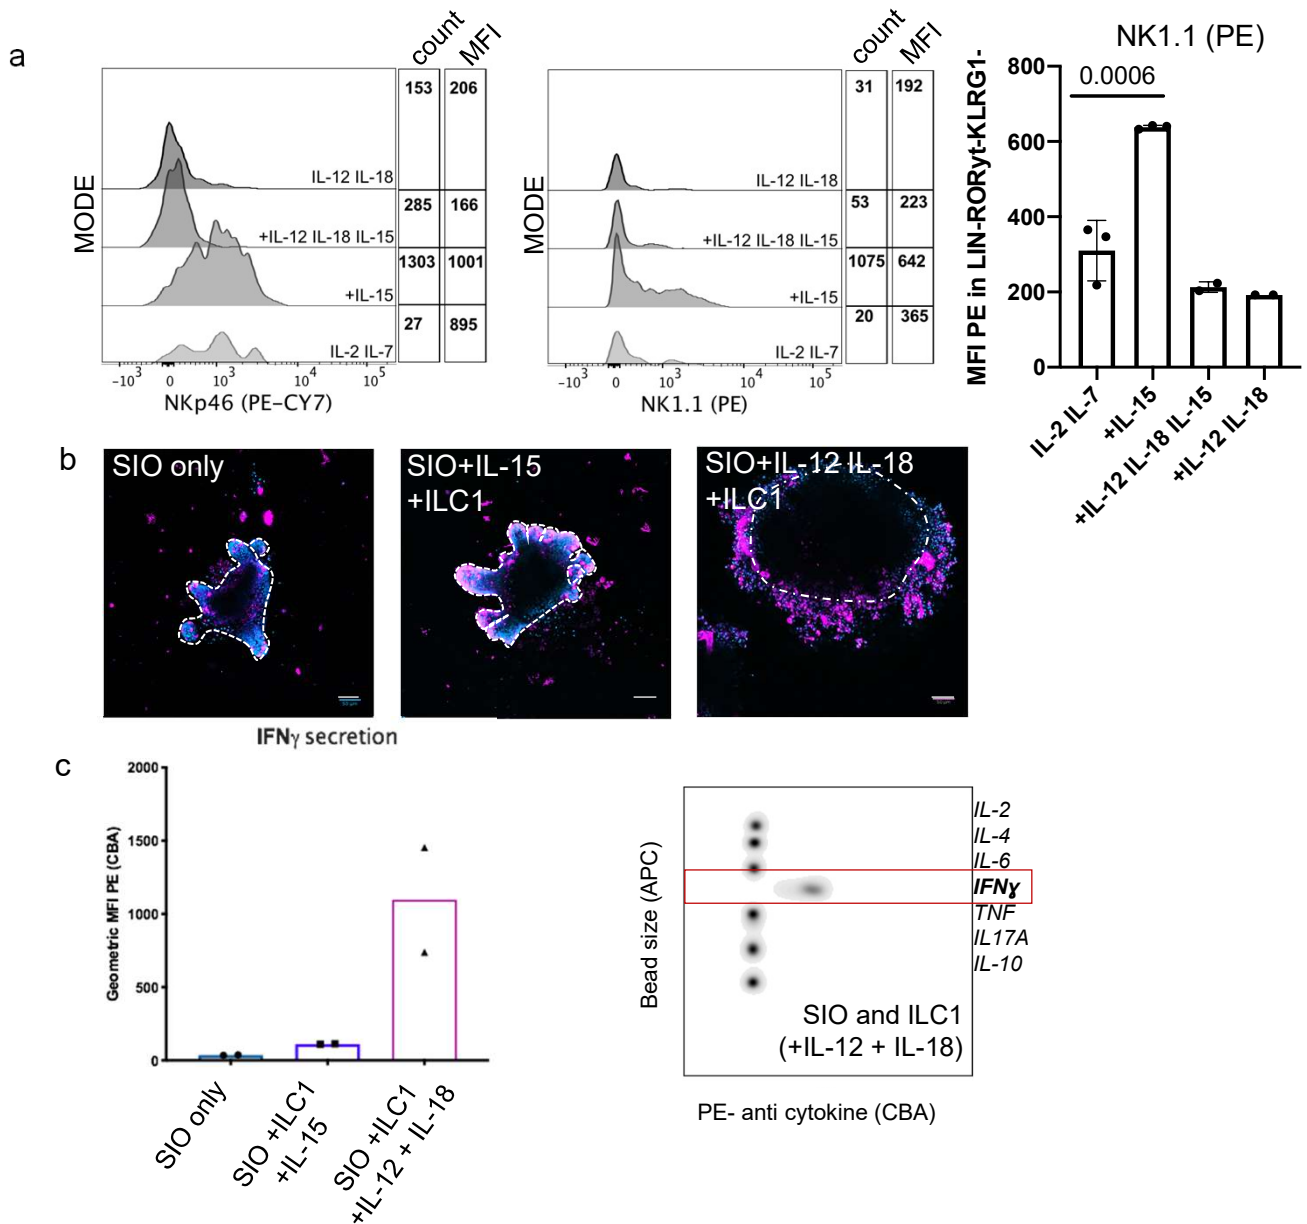 a
count
MFI
153 206
IL-12 IL-18
285 166
+IL-12 IL-18 IL-15
1303 1001
+IL-15
27 895
IL-2 IL-7
MODE
-10³ 0 10³ 10⁴ 10⁵
NKp46 (PE-CY7)
count
MFI
31 192
IL-12 IL-18
53 223
+IL-12 IL-18 IL-15
1075 642
+IL-15
20 365
IL-2 IL-7
MODE
-10³ 0 10³ 10⁴ 10⁵
NK1.1 (PE)
NK1.1 (PE)
0.0006
MFI PE in LIN-RORyt-KLRG1-
800
600
400
200
0
IL-2 IL-7
+IL-15
+IL-12 IL-18 IL-15
+IL-12 IL-18
b
SIO only
SIO+IL-15
+ILC1
SIO+IL-12 IL-18
+ILC1
c
IFNγ secretion
Geometric MFI PE (CBA)
2000
1500
1000
500
0
SIO only
SIO +ILC1
+IL-15
SIO +ILC1
+IL-12 + IL-18
Bead size (APC)
IL-2
IL-4
IL-6
IFNɣ
TNF
IL17A
IL-10
SIO and ILC1
(+IL-12 + IL-18)
PE- anti cytokine (CBA)